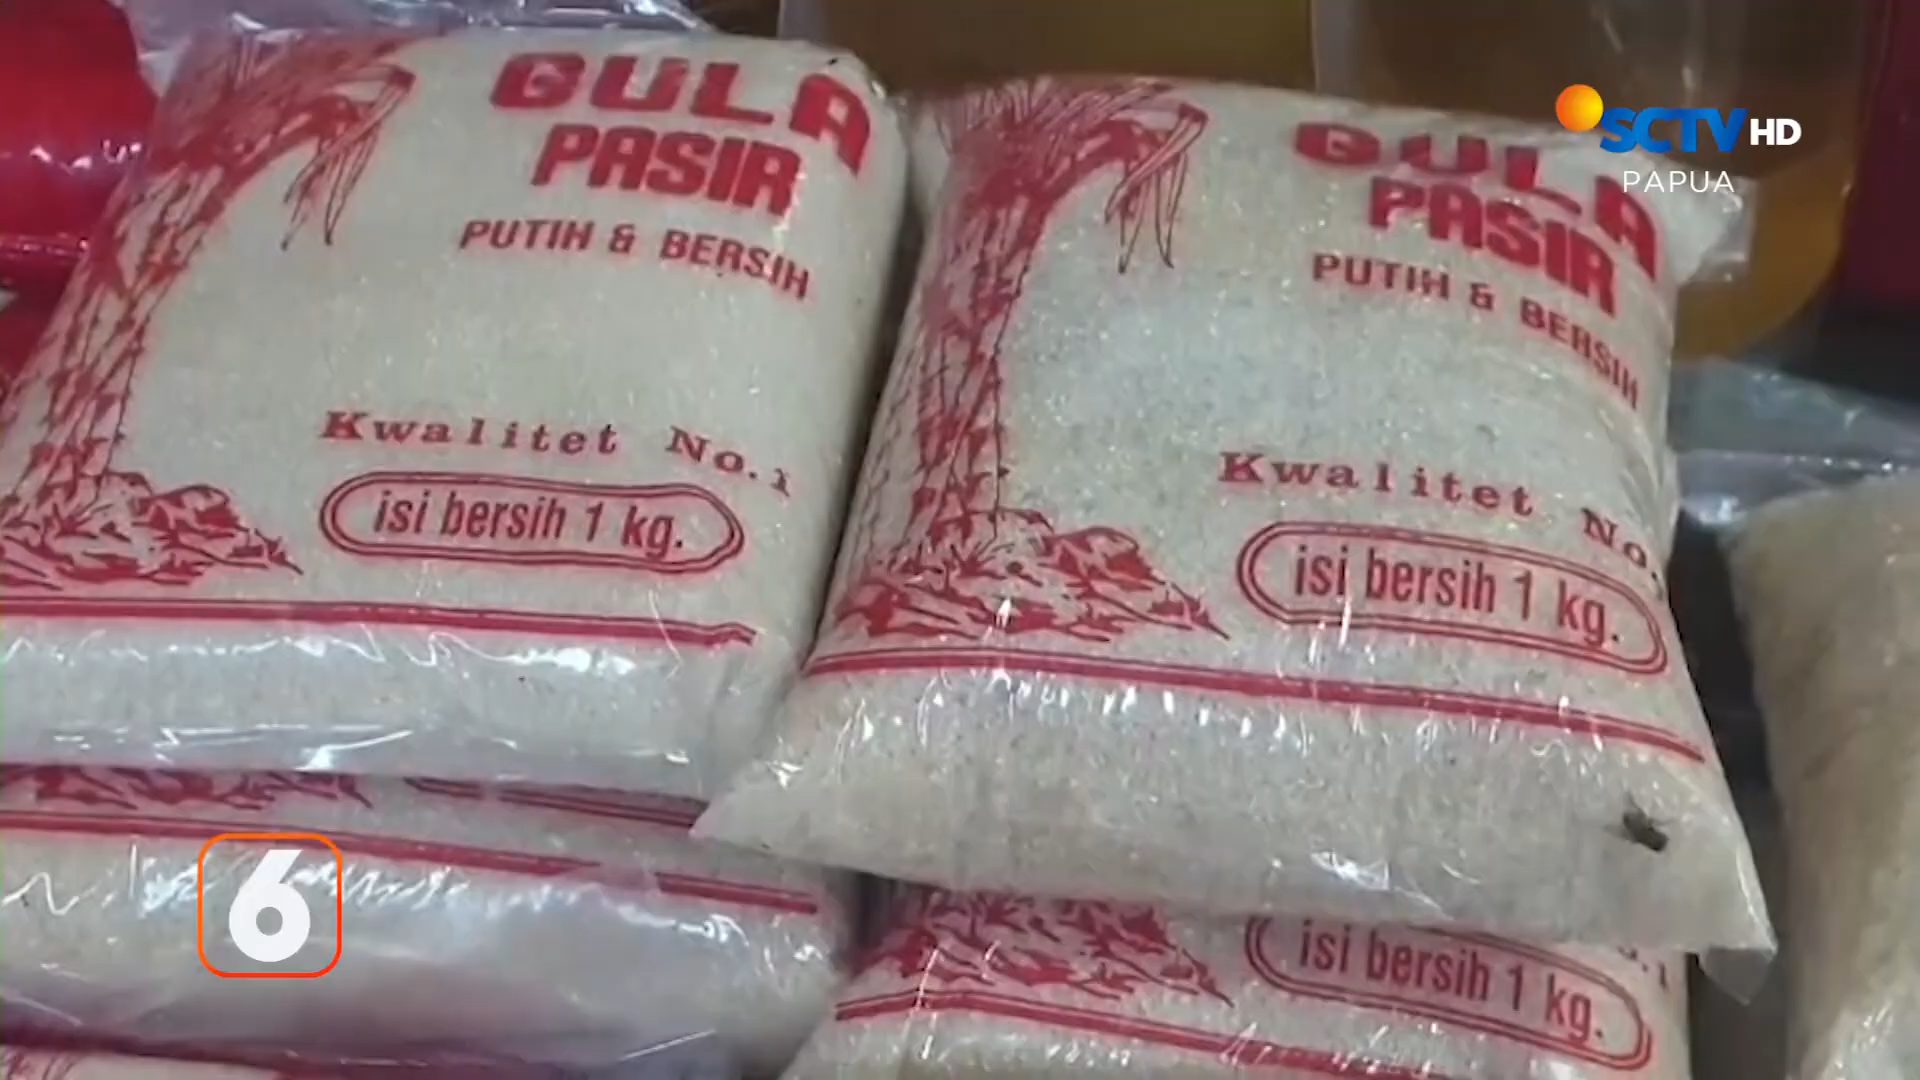 GULA
PASIR
PUTIH & BERSIH
Kwalitet No.1
isi bersih 1 kg.
GULA
PASIR
PUTIH & BERSIH
Kwalitet No.
isi bersih 1 kg.
isi bersih 1 kg.
SCTV HD
PAPUA
6